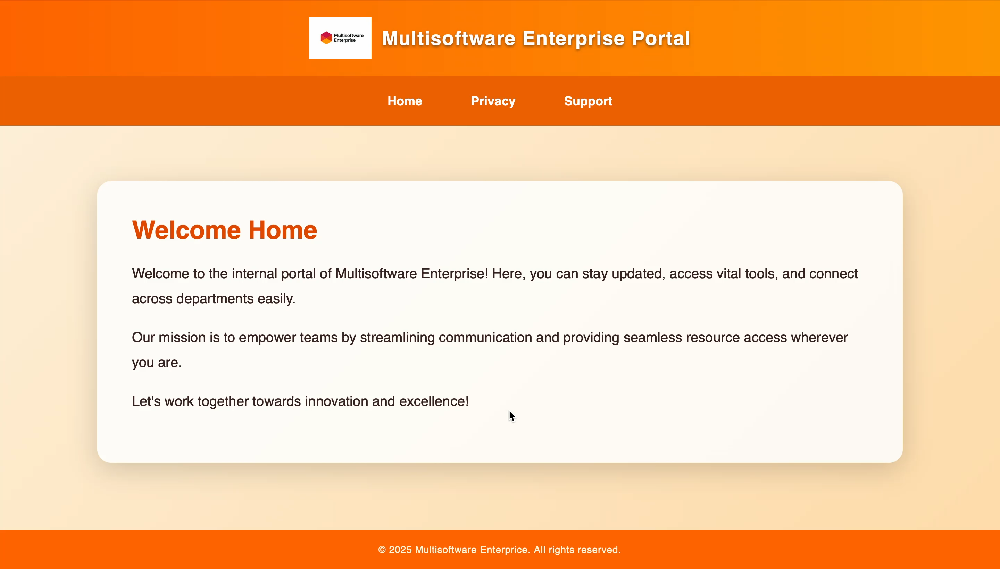 Multisoftware
Enterprise
Multisoftware Enterprise Portal
Home Privacy Support
Welcome Home
Welcome to the internal portal of Multisoftware Enterprise! Here, you can stay updated, access vital tools, and connect
across departments easily.
Our mission is to empower teams by streamlining communication and providing seamless resource access wherever
you are.
Let's work together towards innovation and excellence!
© 2025 Multisoftware Enterprice. All rights reserved.